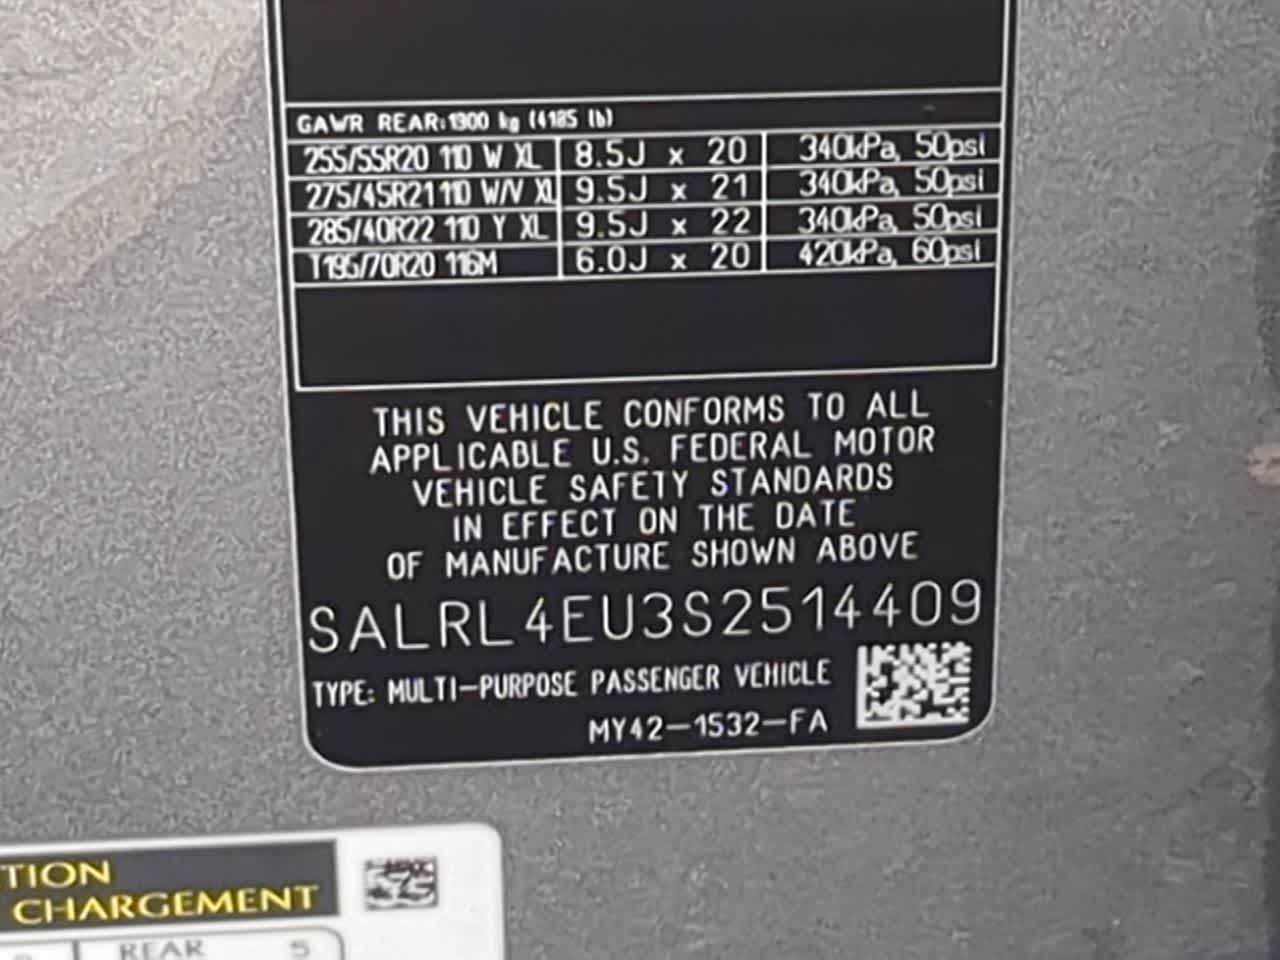 GAWR REAR: 1900 kg (4185 lb)
255/55R20 110 W XL 8.5J x 20 340kPa, 50psi
275/45R21 110 W/V XL 9.5J x 21 340kPa, 50psi
285/40R22 110 Y XL 9.5J x 22 340kPa, 50psi
T195/70R20 116M 6.0J x 20 420kPa, 60psi
THIS VEHICLE CONFORMS TO ALL
APPLICABLE U.S. FEDERAL MOTOR
VEHICLE SAFETY STANDARDS
IN EFFECT ON THE DATE
OF MANUFACTURE SHOWN ABOVE
SALRL4EU3S2514409
TYPE: MULTI-PURPOSE PASSENGER VEHICLE
MY42-1532-FA
TION
CHARGEMENT
REAR 5